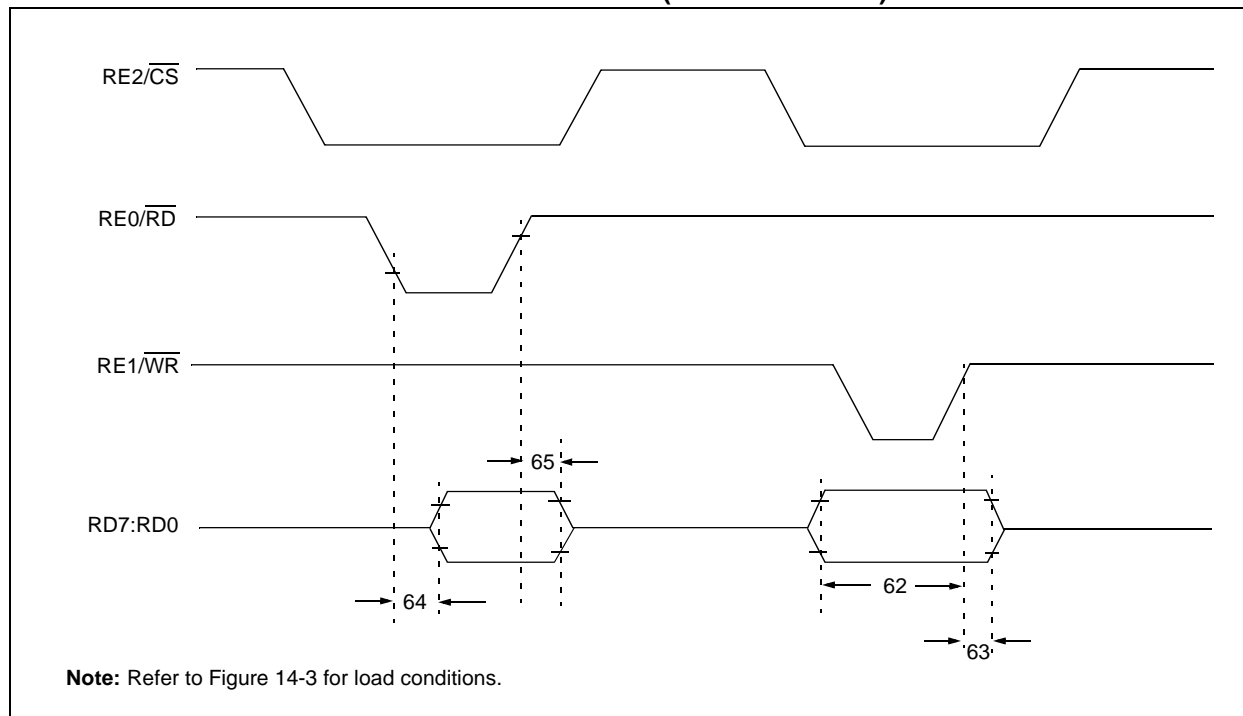 RE2/CS
RE0/RD
RE1/WR
65
RD7:RD0
62
64
63
Note: Refer to Figure 14-3 for load conditions.